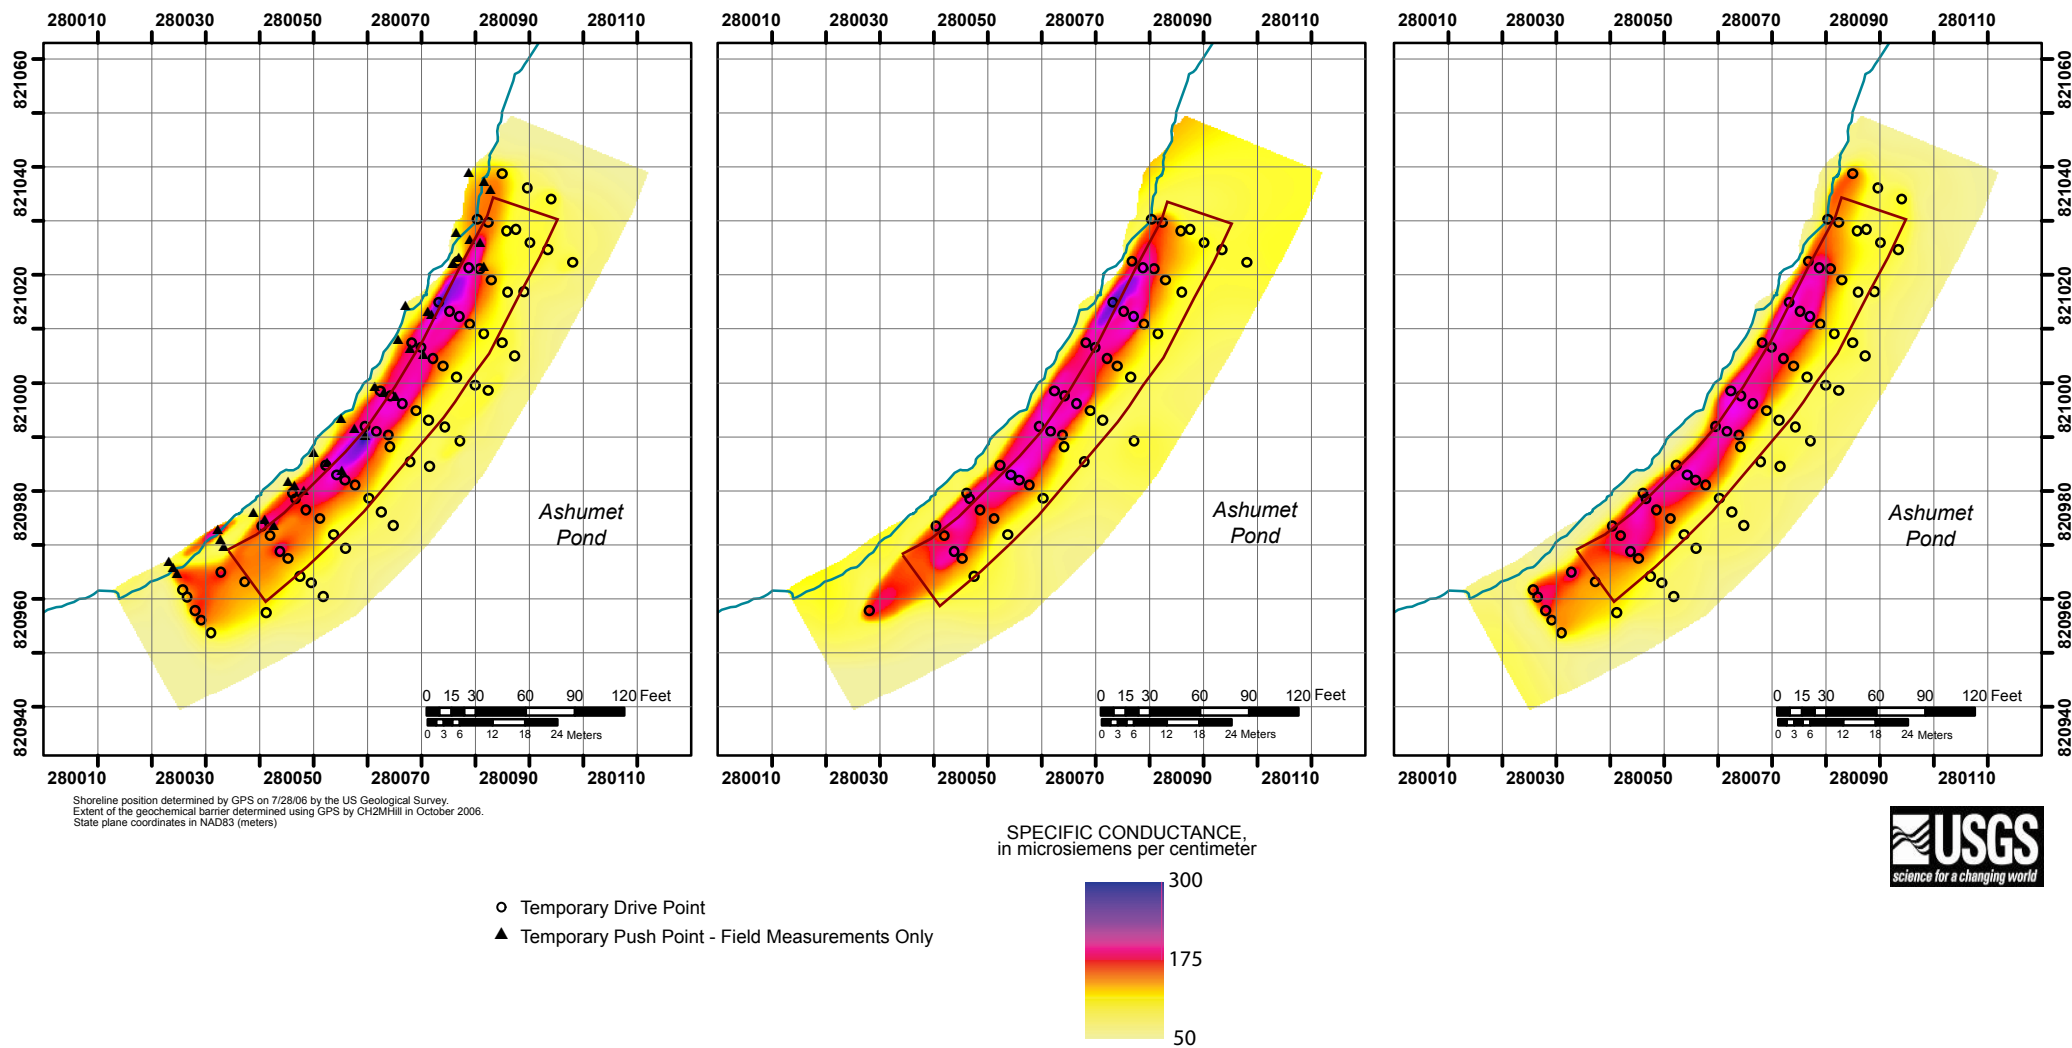 280010 280030 280050 280070 280090 280110
280010 280030 280050 280070 280090 280110
280010 280030 280050 280070 280090 280110
821060
821040
821020
821000
820980
820960
820940
821060
821040
821020
821000
820980
820960
820940
Ashumet
Pond
Ashumet
Pond
Ashumet
Pond
0 15 30 60 90 120 Feet
0 3 6 12 18 24 Meters
0 15 30 60 90 120 Feet
0 3 6 12 18 24 Meters
0 15 30 60 90 120 Feet
0 3 6 12 18 24 Meters
280010 280030 280050 280070 280090 280110
280010 280030 280050 280070 280090 280110
280010 280030 280050 280070 280090 280110
Shoreline position determined by GPS on 7/28/06 by the US Geological Survey.
Extent of the geochemical barrier determined using GPS by CH2MHill in October 2006.
State plane coordinates in NAD83 (meters)
SPECIFIC CONDUCTANCE,
in microsiemens per centimeter
300
175
50
Temporary Drive Point
Temporary Push Point - Field Measurements Only
USGS
science for a changing world